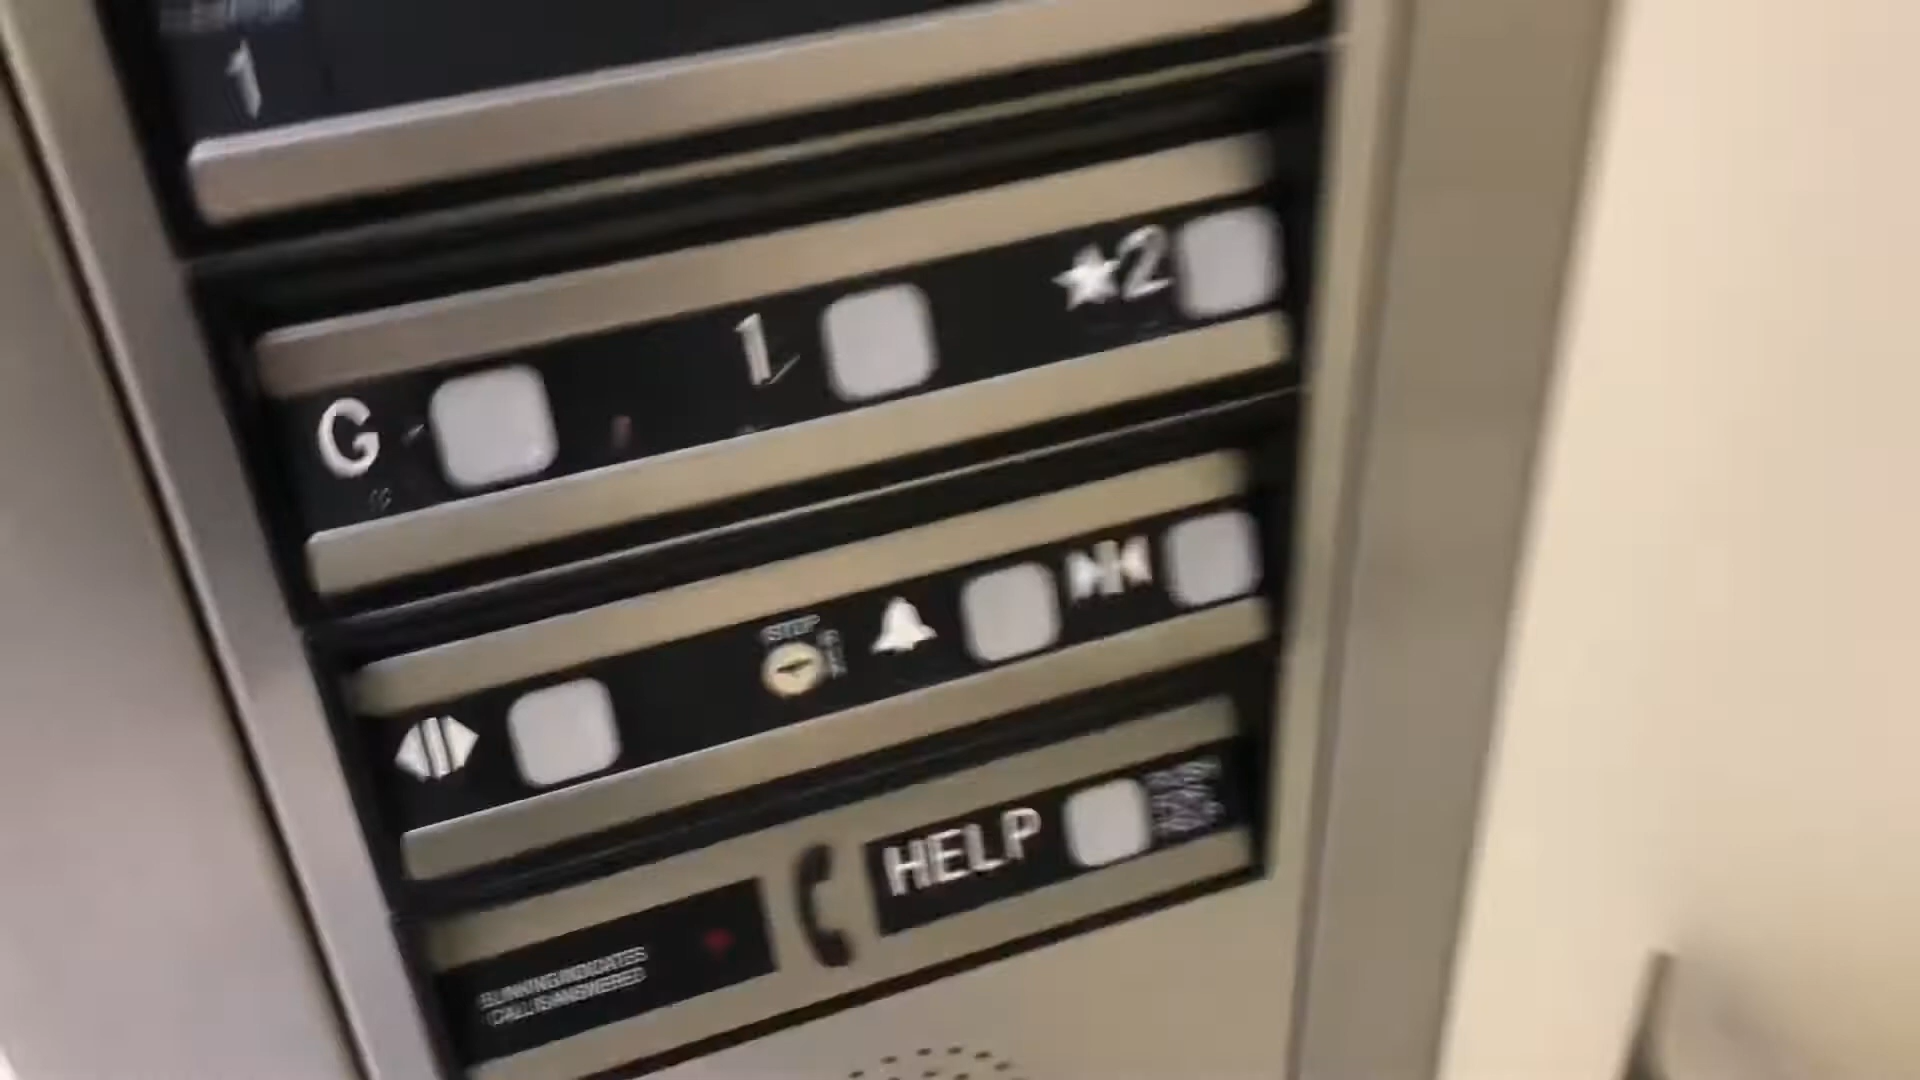 1
G
1
★2
STOP
HELP
BLINKING INDICATES
CALL IS ANSWERED